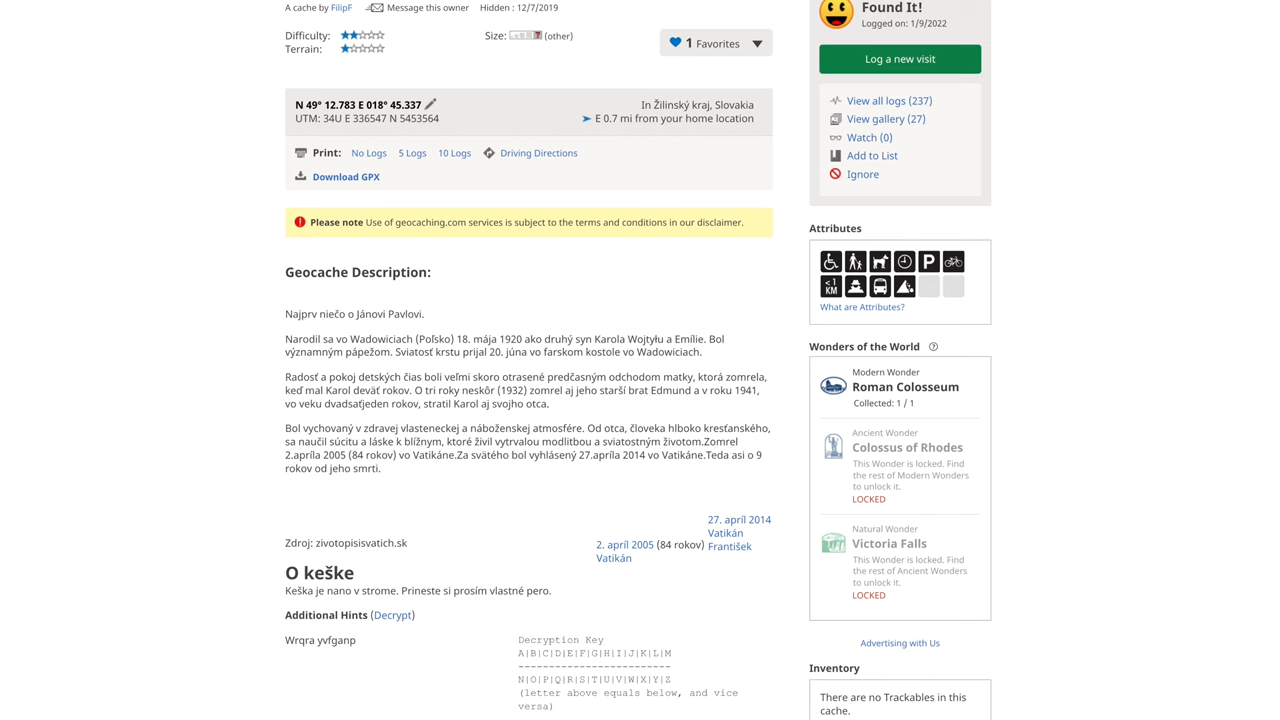 A cache by FilipF
Message this owner
Hidden : 12/7/2019
Difficulty:
Terrain:
Size:
(other)
1 Favorites
N 49° 12.783 E 018° 45.337
UTM: 34U E 336547 N 5453564
In Žilinský kraj, Slovakia
E 0.7 mi from your home location
Print:
No Logs
5 Logs
10 Logs
Driving Directions
Download GPX
Please note Use of geocaching.com services is subject to the terms and conditions in our disclaimer.
Geocache Description:
Najprv niečo o Jánovi Pavlovi.
Narodil sa vo Wadowiciach (Poľsko) 18. mája 1920 ako druhý syn Karola Wojtyłu a Emílie. Bol
významným pápežom. Sviatosť krstu prijal 20. júna vo farskom kostole vo Wadowiciach.
Radosť a pokoj detských čias boli veľmi skoro otrasené predčasným odchodom matky, ktorá zomrela,
keď mal Karol deväť rokov. O tri roky neskôr (1932) zomrel aj jeho starší brat Edmund a v roku 1941,
vo veku dvadsaťjeden rokov, stratil Karol aj svojho otca.
Bol vychovaný v zdravej vlasteneckej a náboženskej atmosfére. Od otca, človeka hlboko kresťanského,
sa naučil súcitu a láske k blížnym, ktoré živil vytrvalou modlitbou a sviatostným životom.Zomrel
2.apríla 2005 (84 rokov) vo Vatikáne.Za svätého bol vyhlásený 27.apríla 2014 vo Vatikáne.Teda asi o 9
rokov od jeho smrti.
Zdroj: zivotopisisvatich.sk
2. apríl 2005 (84 rokov)
Vatikán
27. apríl 2014
Vatikán
František
O keške
Keška je nano v strome. Prineste si prosím vlastné pero.
Additional Hints (Decrypt)
Wrqra yvfganp
Decryption Key
A|B|C|D|E|F|G|H|I|J|K|L|M
-------------------------
N|O|P|Q|R|S|T|U|V|W|X|Y|Z
(letter above equals below, and vice
versa)
Found It!
Logged on: 1/9/2022
Log a new visit
View all logs (237)
View gallery (27)
Watch (0)
Add to List
Ignore
Attributes
P
< 1
KM
What are Attributes?
Wonders of the World
Modern Wonder
Roman Colosseum
Collected: 1 / 1
Ancient Wonder
Colossus of Rhodes
This Wonder is locked. Find
the rest of Modern Wonders
to unlock it.
LOCKED
Natural Wonder
Victoria Falls
This Wonder is locked. Find
the rest of Ancient Wonders
to unlock it.
LOCKED
Advertising with Us
Inventory
There are no Trackables in this
cache.